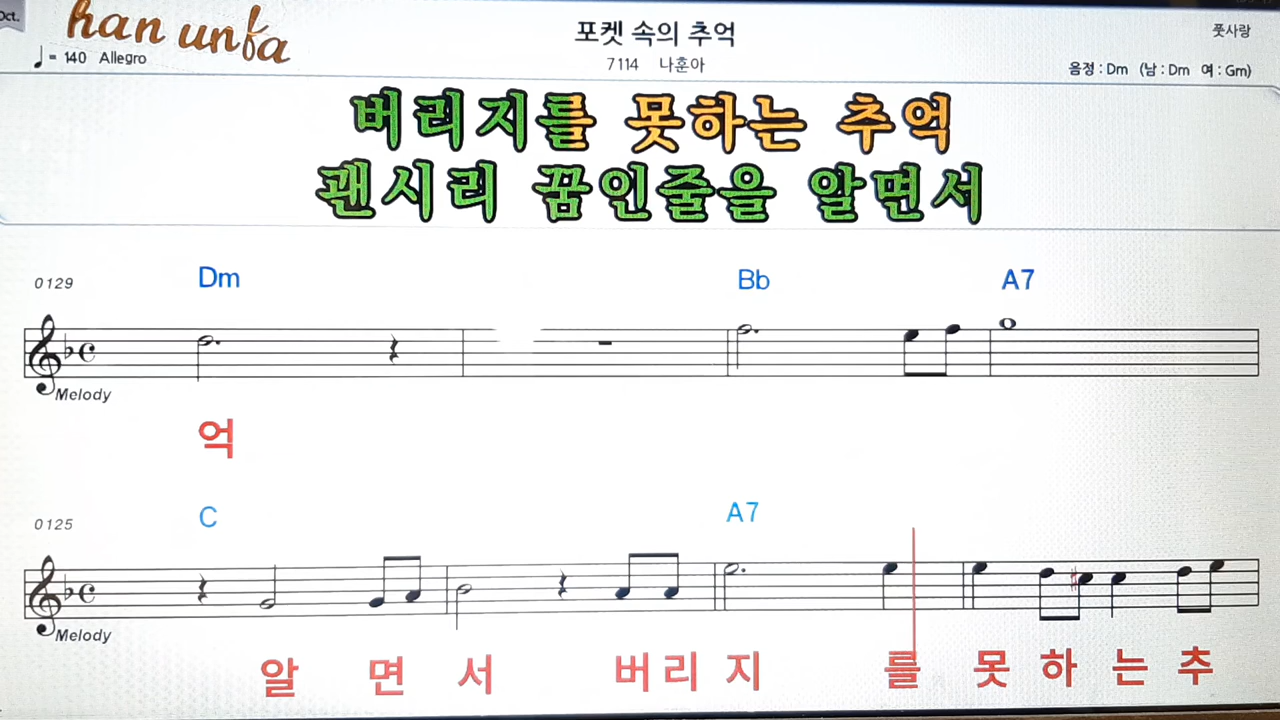 Oct.
han unfa
♩ = 140 Allegro
포켓 속의 추억
7114 나훈아
풋사랑
음정 : Dm (남 : Dm 여 : Gm)
버리지를 못하는 추억
괜시리 꿈인줄을 알면서
0129
Dm Bb A7
Melody
억
0125
C A7
Melody
알 면 서 버 리 지 를 못 하 는 추